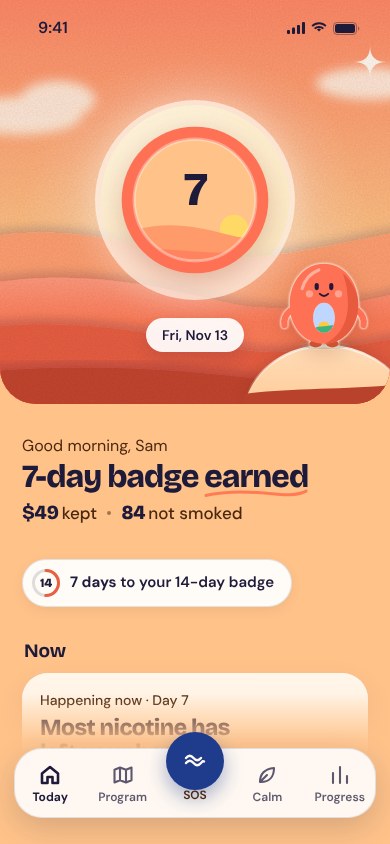 9:41
7
Fri, Nov 13
Good morning, Sam
7-day badge earned
$49 kept • 84 not smoked
14 7 days to your 14-day badge
Now
Happening now · Day 7
Most nicotine has
Today Program SOS Calm Progress